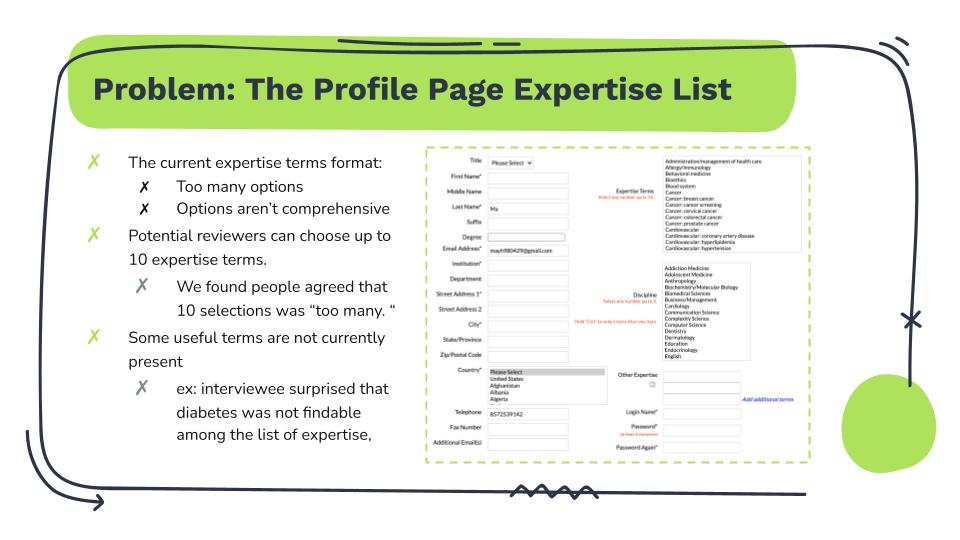 Problem: The Profile Page Expertise List
✗ The current expertise terms format:
✗ Too many options
✗ Options aren’t comprehensive
✗ Potential reviewers can choose up to
10 expertise terms.
✗ We found people agreed that
10 selections was “too many. “
✗ Some useful terms are not currently
present
✗ ex: interviewee surprised that
diabetes was not findable
among the list of expertise,
Title Please Select
First Name*
Middle Name
Last Name* Ma
Suffix
Degree
Email Address* mayh980429@gmail.com
Institution*
Department
Street Address 1*
Street Address 2
City*
State/Province
Zip/Postal Code
Country* Please Select
United States
Afghanistan
Albania
Algeria
Telephone 8572539142
Fax Number
Additional Email(s)
Expertise Terms
Select any number up to 10.
Administration/management of health care
Allergy/Immunology
Behavioral medicine
Bioethics
Blood system
Cancer
Cancer: breast cancer
Cancer: cancer screening
Cancer: cervical cancer
Cancer: colorectal cancer
Cancer: prostate cancer
Cardiovascular
Cardiovascular: coronary artery disease
Cardiovascular: hyperlipidemia
Cardiovascular: hypertension
Discipline
Select any number up to
Hold "Ctrl" to select more than one item.
Addiction Medicine
Adolescent Medicine
Anthropology
Biochemistry/Molecular Biology
Biomedical Sciences
Business/Management
Cardiology
Communication Science
Complexity Science
Computer Science
Dentistry
Dermatology
Education
Endocrinology
English
Other Expertise
Add additional terms
Login Name*
Password*
(at least 8 characters)
Password Again*